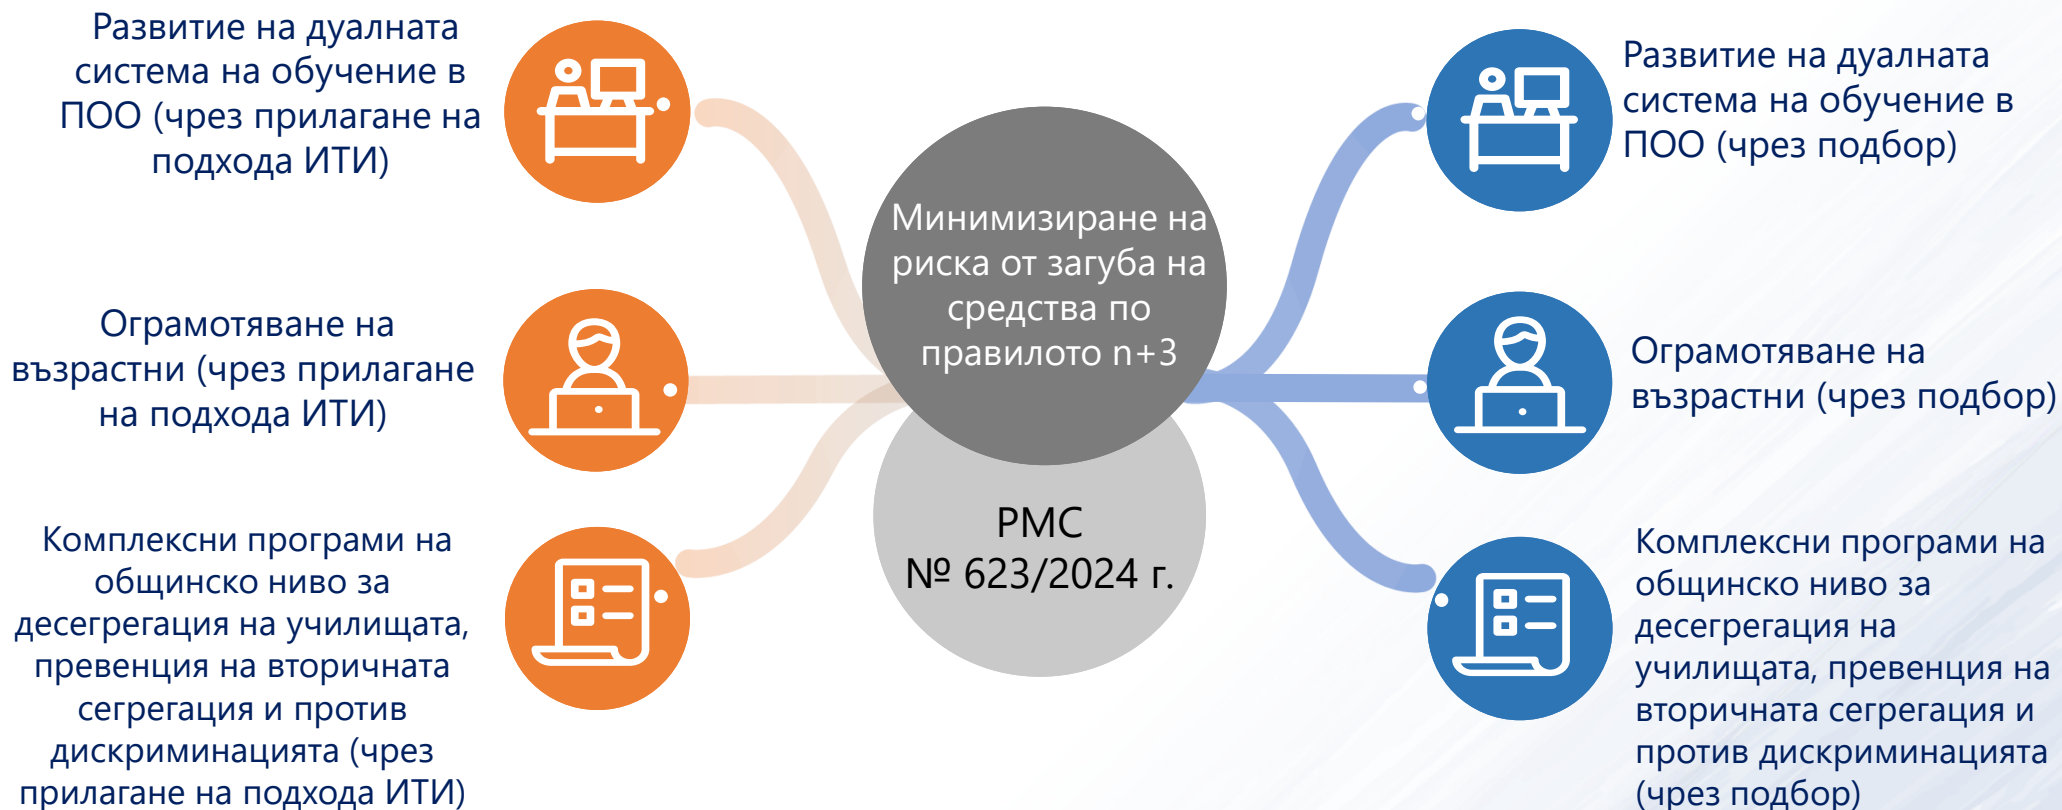 Развитие на дуалната
система на обучение в
ПОО (чрез прилагане на
подхода ИТИ)
Ограмотяване на
възрастни (чрез прилагане
на подхода ИТИ)
Комплексни програми на
общинско ниво за
десегрегация на училищата,
превенция на вторичната
сегрегация и против
дискриминацията (чрез
прилагане на подхода ИТИ)
Минимизиране на
риска от загуба на
средства по
правилото n+3
РМС
№ 623/2024 г.
Развитие на дуалната
система на обучение в
ПОО (чрез подбор)
Ограмотяване на
възрастни (чрез подбор)
Комплексни програми на
общинско ниво за
десегрегация на
училищата, превенция на
вторичната сегрегация и
против дискриминацията
(чрез подбор)